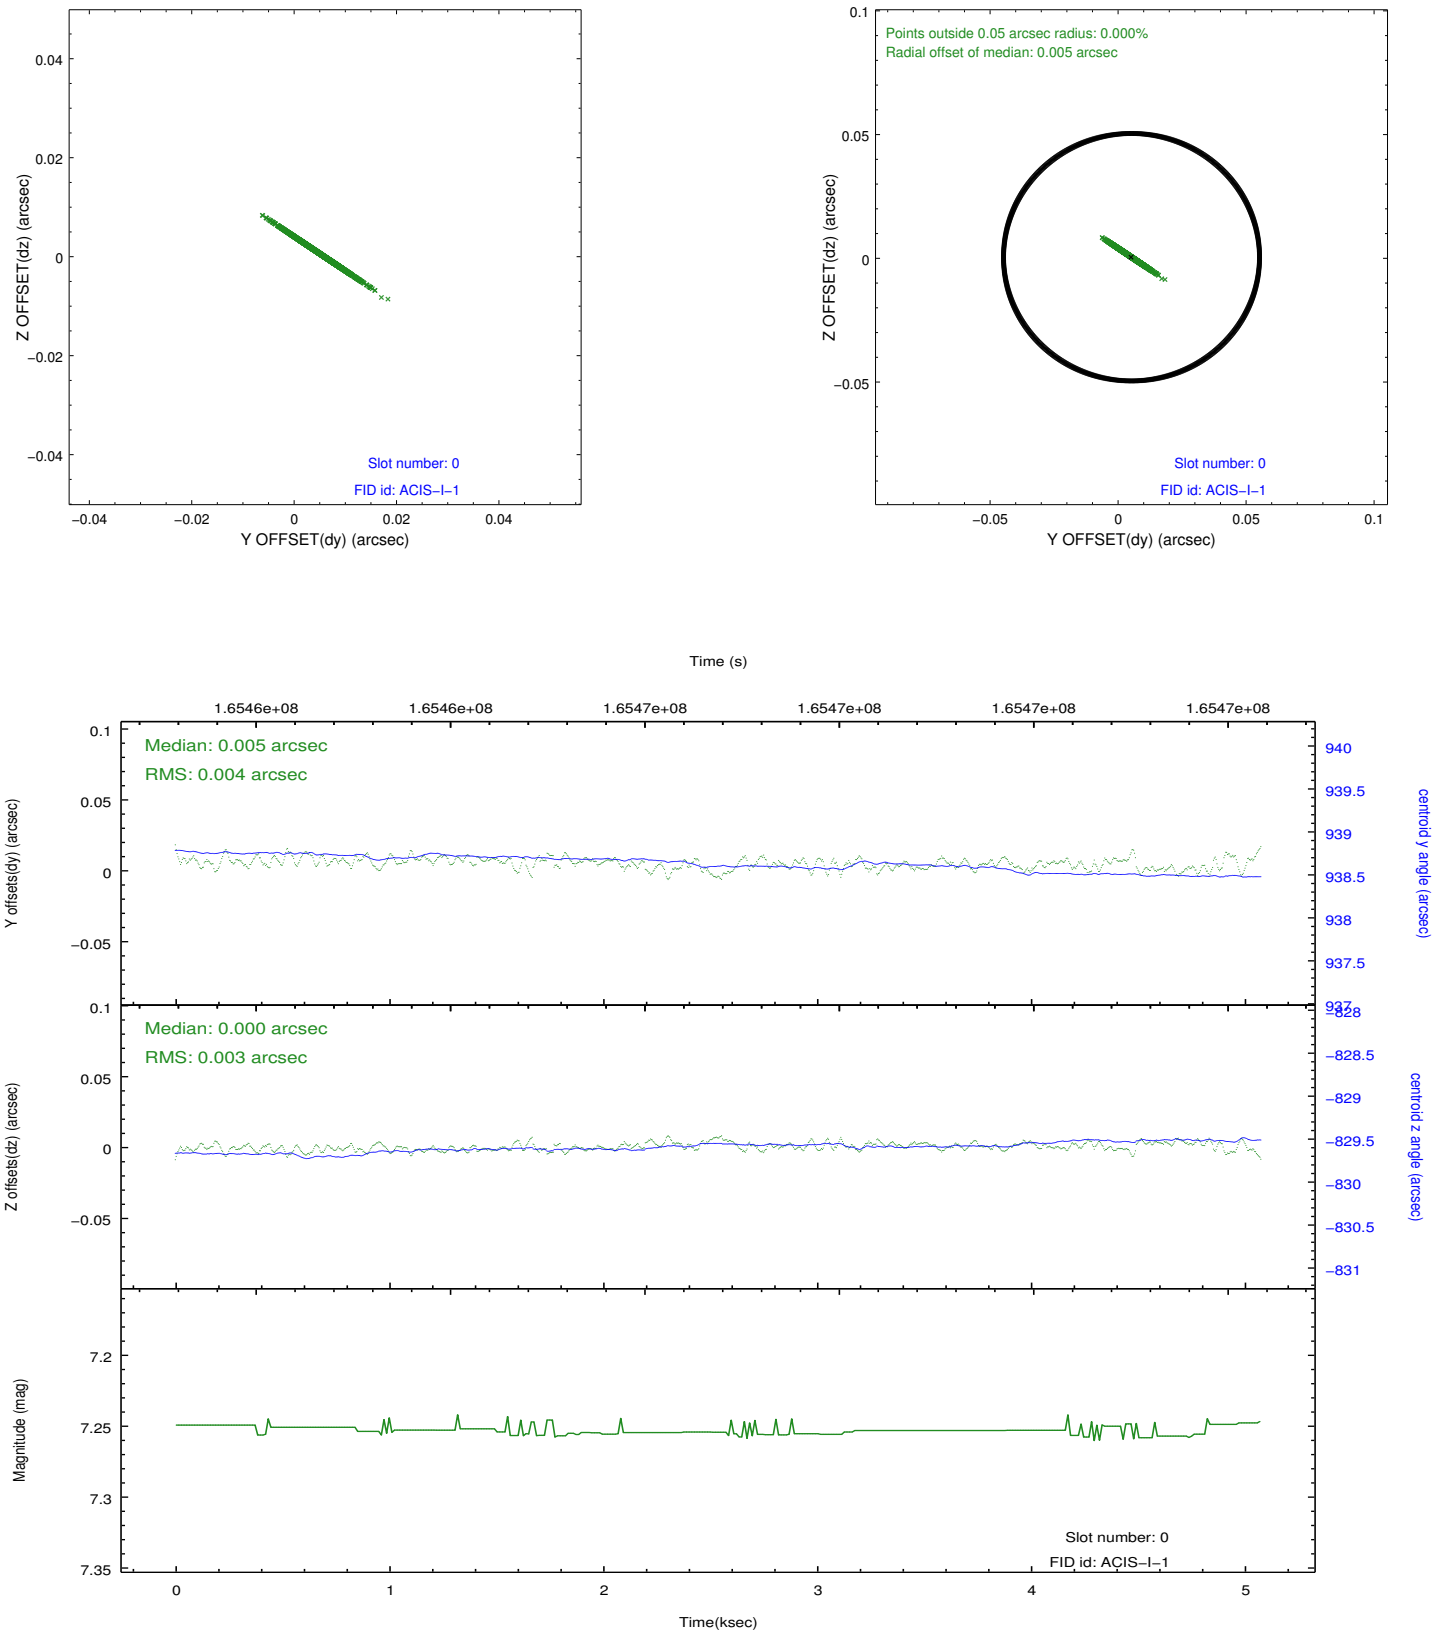 0.04
0.02
0
−0.02
−0.04
Z OFFSET(dz) (arcsec)
Slot number: 0
FID id: ACIS−I−1
−0.04
−0.02
0
0.02
0.04
Y OFFSET(dy) (arcsec)
0.1
0.05
0
−0.05
Z OFFSET(dz) (arcsec)
Points outside 0.05 arcsec radius: 0.000%
Radial offset of median: 0.005 arcsec
Slot number: 0
FID id: ACIS−I−1
−0.05
0
0.05
0.1
Y OFFSET(dy) (arcsec)
Time (s)
1.6546e+08
1.6546e+08
1.6547e+08
1.6547e+08
1.6547e+08
1.6547e+08
0.1
0.05
0
−0.05
Y offsets(dy) (arcsec)
Median: 0.005 arcsec
RMS: 0.004 arcsec
940
939.5
939
938.5
938
937.5
937
centroid y angle (arcsec)
0.1
0.05
0
−0.05
Z offsets(dz) (arcsec)
Median: 0.000 arcsec
RMS: 0.003 arcsec
−828
−828.5
−829
−829.5
−830
−830.5
−831
centroid z angle (arcsec)
7.2
7.25
7.3
7.35
Magnitude (mag)
Slot number: 0
FID id: ACIS−I−1
0
1
2
3
4
5
Time(ksec)